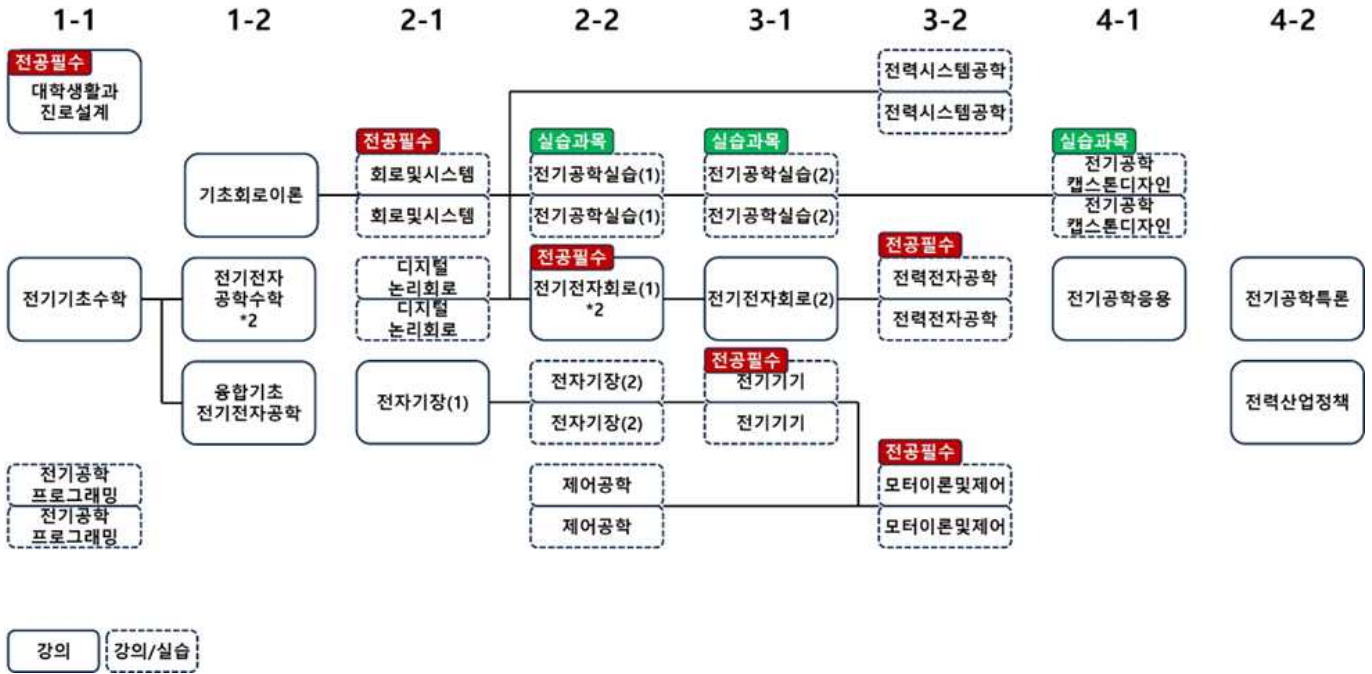 1-1 1-2 2-1 2-2 3-1 3-2 4-1 4-2
전공필수
대학생활과
진로설계
전력시스템공학
전력시스템공학
기초회로이론
전공필수
회로및시스템
회로및시스템
실습과목
전기공학실습(1)
전기공학실습(1)
실습과목
전기공학실습(2)
전기공학실습(2)
실습과목
전기공학
캡스톤디자인
전기공학
캡스톤디자인
전기기초수학
전기전자
공학수학
*2
디지털
논리회로
디지털
논리회로
전공필수
전기전자회로(1)
*2
전기전자회로(2)
전공필수
전력전자공학
전력전자공학
전기공학응용
전기공학특론
융합기초
전기전자공학
전자기장(1)
전자기장(2)
전자기장(2)
전공필수
전기기기
전기기기
전력산업정책
전기공학
프로그래밍
전기공학
프로그래밍
제어공학
제어공학
전공필수
모터이론및제어
모터이론및제어
강의
강의/실습